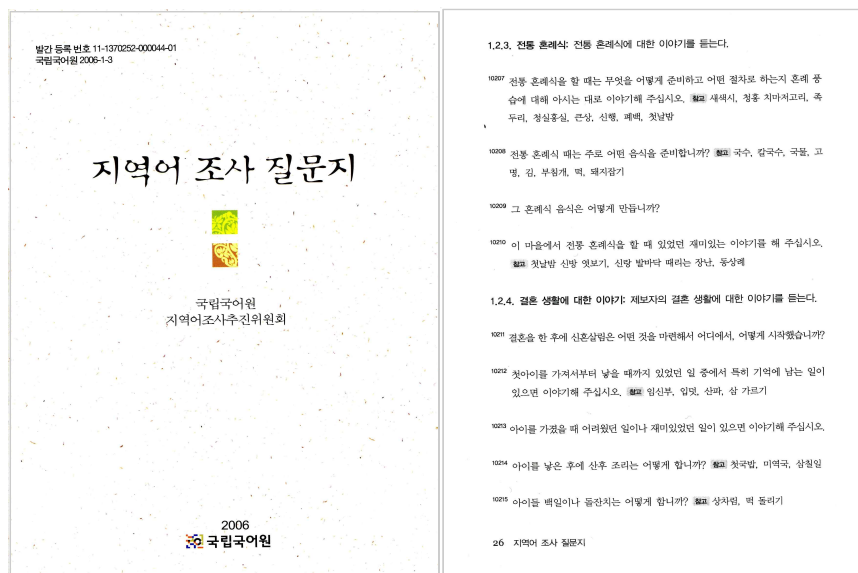 발간 등록 번호 11-1370252-000044-01
국립국어원 2006-1-3
지역어 조사 질문지
국립국어원
지역어조사추진위원회
2006
국립국어원
1.2.3. 전통 혼례식: 전통 혼례식에 대한 이야기를 듣는다.
10207 전통 혼례식을 할 때는 무엇을 어떻게 준비하고 어떤 절차로 하는지 혼례 풍
습에 대해 아시는 대로 이야기해 주십시오. 참고 새색시, 청홍 치마저고리, 족
두리, 청실홍실, 큰상, 신행, 폐백, 첫날밤
10208 전통 혼례식 때는 주로 어떤 음식을 준비합니까? 참고 국수, 칼국수, 국물, 고
명, 김, 부침개, 떡, 돼지잡기
10209 그 혼례식 음식은 어떻게 만듭니까?
10210 이 마을에서 전통 혼례식을 할 때 있었던 재미있는 이야기를 해 주십시오.
참고 첫날밤 신방 엿보기, 신랑 발바닥 때리는 장난, 동상례
1.2.4. 결혼 생활에 대한 이야기: 제보자의 결혼 생활에 대한 이야기를 듣는다.
10211 결혼을 한 후에 신혼살림은 어떤 것을 마련해서 어디에서, 어떻게 시작했습니까?
10212 첫아이를 가져서부터 낳을 때까지 있었던 일 중에서 특히 기억에 남는 일이
있으면 이야기해 주십시오. 참고 임신부, 입덧, 산파, 삼 가르기
10213 아이를 가졌을 때 어려웠던 일이나 재미있었던 일이 있으면 이야기해 주십시오.
10214 아이를 낳은 후에 산후 조리는 어떻게 합니까? 참고 첫국밥, 미역국, 삼칠일
10215 아이들 백일이나 돌잔치는 어떻게 합니까? 참고 상차림, 떡 돌리기
26 지역어 조사 질문지